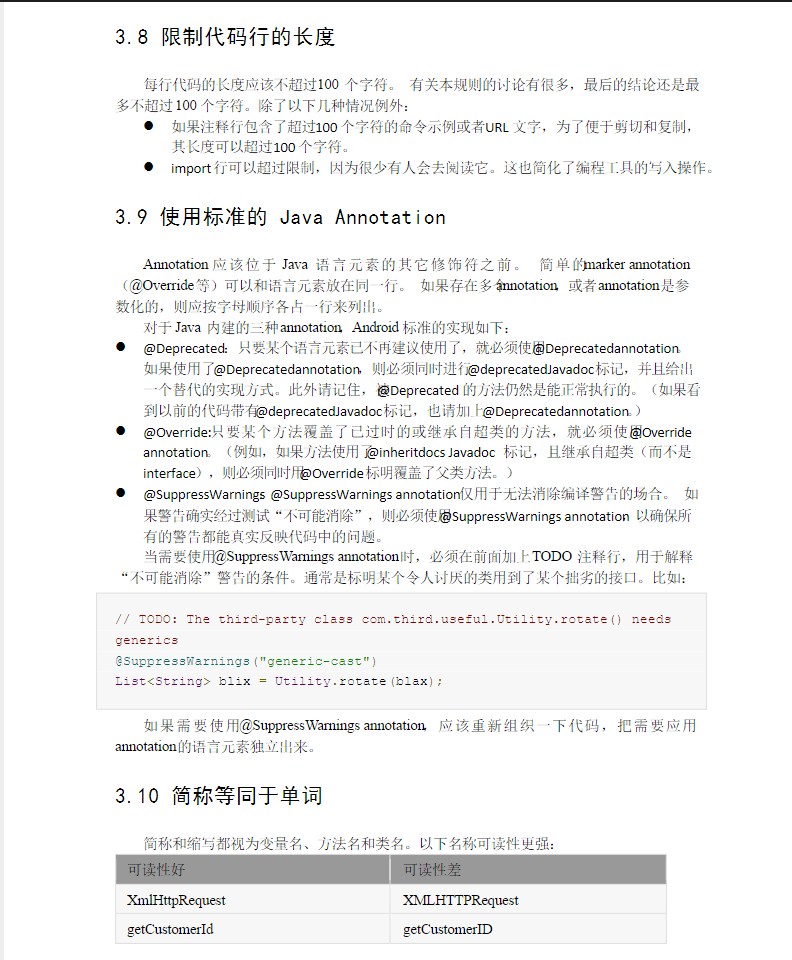 3.8 限制代码行的长度
每行代码的长度应该不超过100 个字符。 有关本规则的讨论有很多，最后的结论还是最
多不超过 100 个字符。除了以下几种情况例外：
● 如果注释行包含了超过100 个字符的命令示例或者URL 文字，为了便于剪切和复制，
其长度可以超过100 个字符。
● import 行可以超过限制，因为很少有人会去阅读它。这也简化了编程工具的写入操作。
3.9 使用标准的 Java Annotation
Annotation 应该位于 Java 语言元素的其它修饰符之前。 简单的marker annotation
（@Override 等）可以和语言元素放在同一行。 如果存在多个annotation，或者annotation是参
数化的，则应按字母顺序各占一行来列出。
对于 Java 内建的三种annotation，Android 标准的实现如下：
● @Deprecated：只要某个语言元素已不再建议使用了，就必须使用@Deprecatedannotation。
如果使用了@Deprecatedannotation，则必须同时进行@deprecatedJavadoc标记，并且给出
一个替代的实现方式。此外请记住，被@Deprecated 的方法仍然是能正常执行的。（如果看
到以前的代码带有@deprecatedJavadoc标记，也请加上@Deprecatedannotation。）
● @Override:只要某个方法覆盖了已过时的或继承自超类的方法，就必须使用@Override
annotation。（例如，如果方法使用了@inheritdocs Javadoc 标记，且继承自超类（而不是
interface），则必须同时用@Override标明覆盖了父类方法。）
● @SuppressWarnings @SuppressWarnings annotation仅用于无法消除编译警告的场合。 如
果警告确实经过测试“不可能消除”，则必须使用@SuppressWarnings annotation，以确保所
有的警告都能真实反映代码中的问题。
当需要使用@SuppressWarnings annotation时，必须在前面加上TODO 注释行，用于解释
“不可能消除”警告的条件。通常是标明某个令人讨厌的类用到了某个拙劣的接口。比如：
// TODO: The third-party class com.third.useful.Utility.rotate() needs
generics
@SuppressWarnings("generic-cast")
List<String> blix = Utility.rotate(blax);
如果需要使用@SuppressWarnings annotation，应该重新组织一下代码，把需要应用
annotation的语言元素独立出来。
3.10 简称等同于单词
简称和缩写都视为变量名、方法名和类名。以下名称可读性更强：
可读性好 可读性差
XmlHttpRequest XMLHTTPRequest
getCustomerId getCustomerID